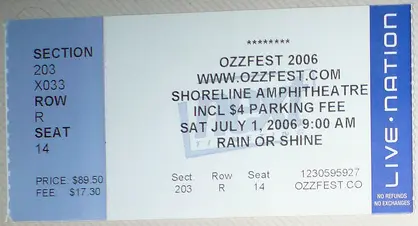 SECTION
203
X033
ROW
R
SEAT
14
PRICE: $89.50
FEE: $17.30
********
OZZFEST 2006
WWW.OZZFEST.COM
SHORELINE AMPHITHEATRE
INCL $4 PARKING FEE
SAT JULY 1, 2006 9:00 AM
RAIN OR SHINE
Sect Row Seat 1230595927
203 R 14 OZZFEST CO
LIVE·NATION
NO REFUNDS
NO EXCHANGES